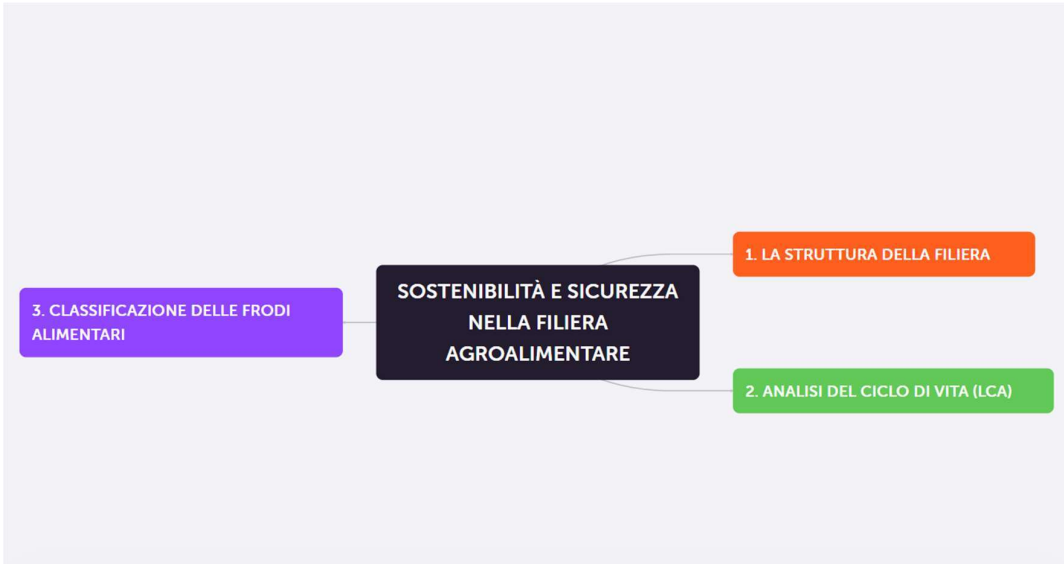 SOSTENIBILITÀ E SICUREZZA
NELLA FILIERA
AGROALIMENTARE
1. LA STRUTTURA DELLA FILIERA
2. ANALISI DEL CICLO DI VITA (LCA)
3. CLASSIFICAZIONE DELLE FRODI
ALIMENTARI